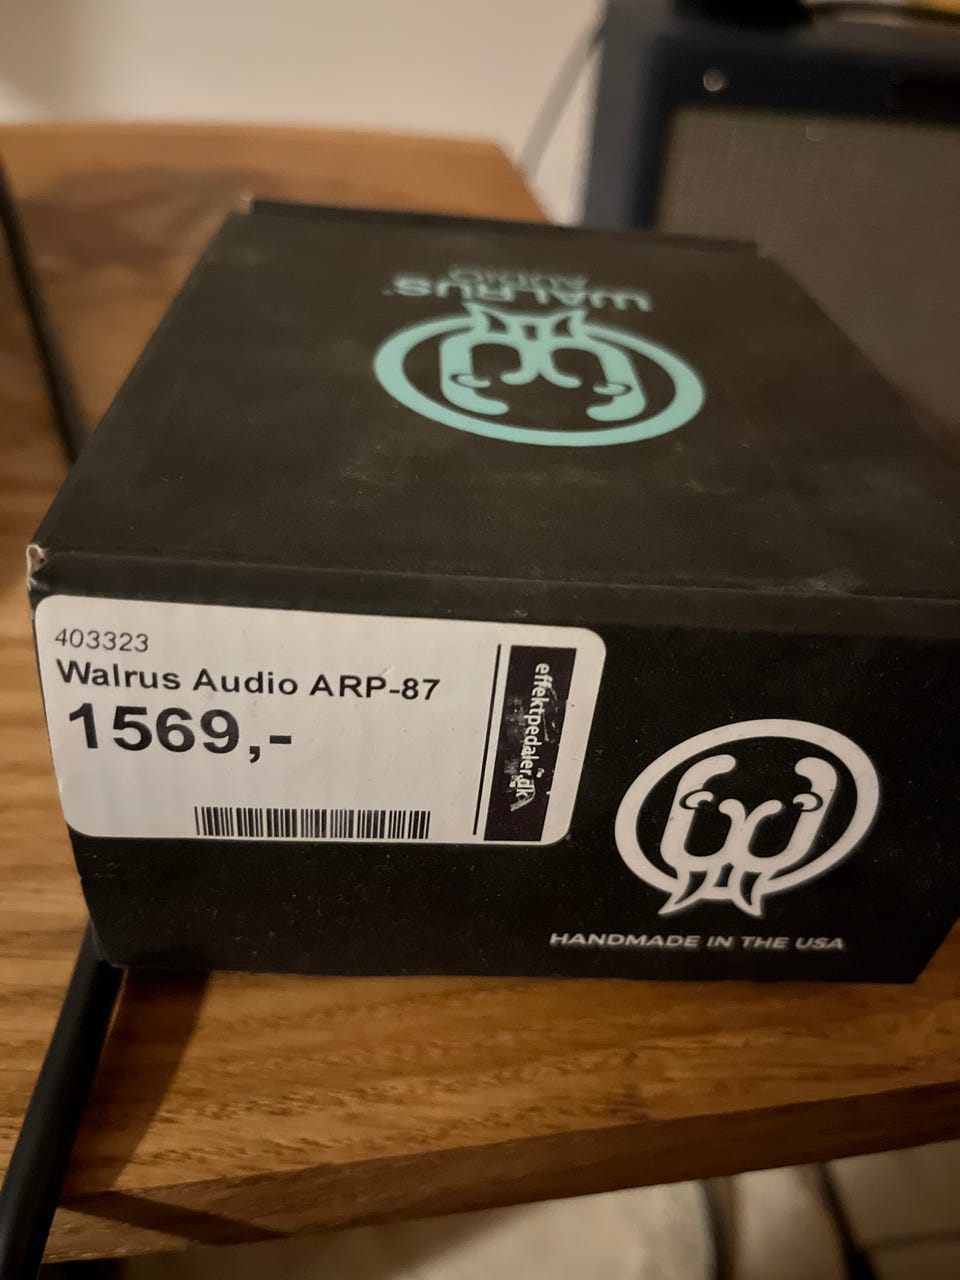 WALRUS
AUDIO
403323
Walrus Audio ARP-87
1569,-
effektpedaler.dk
HANDMADE IN THE USA